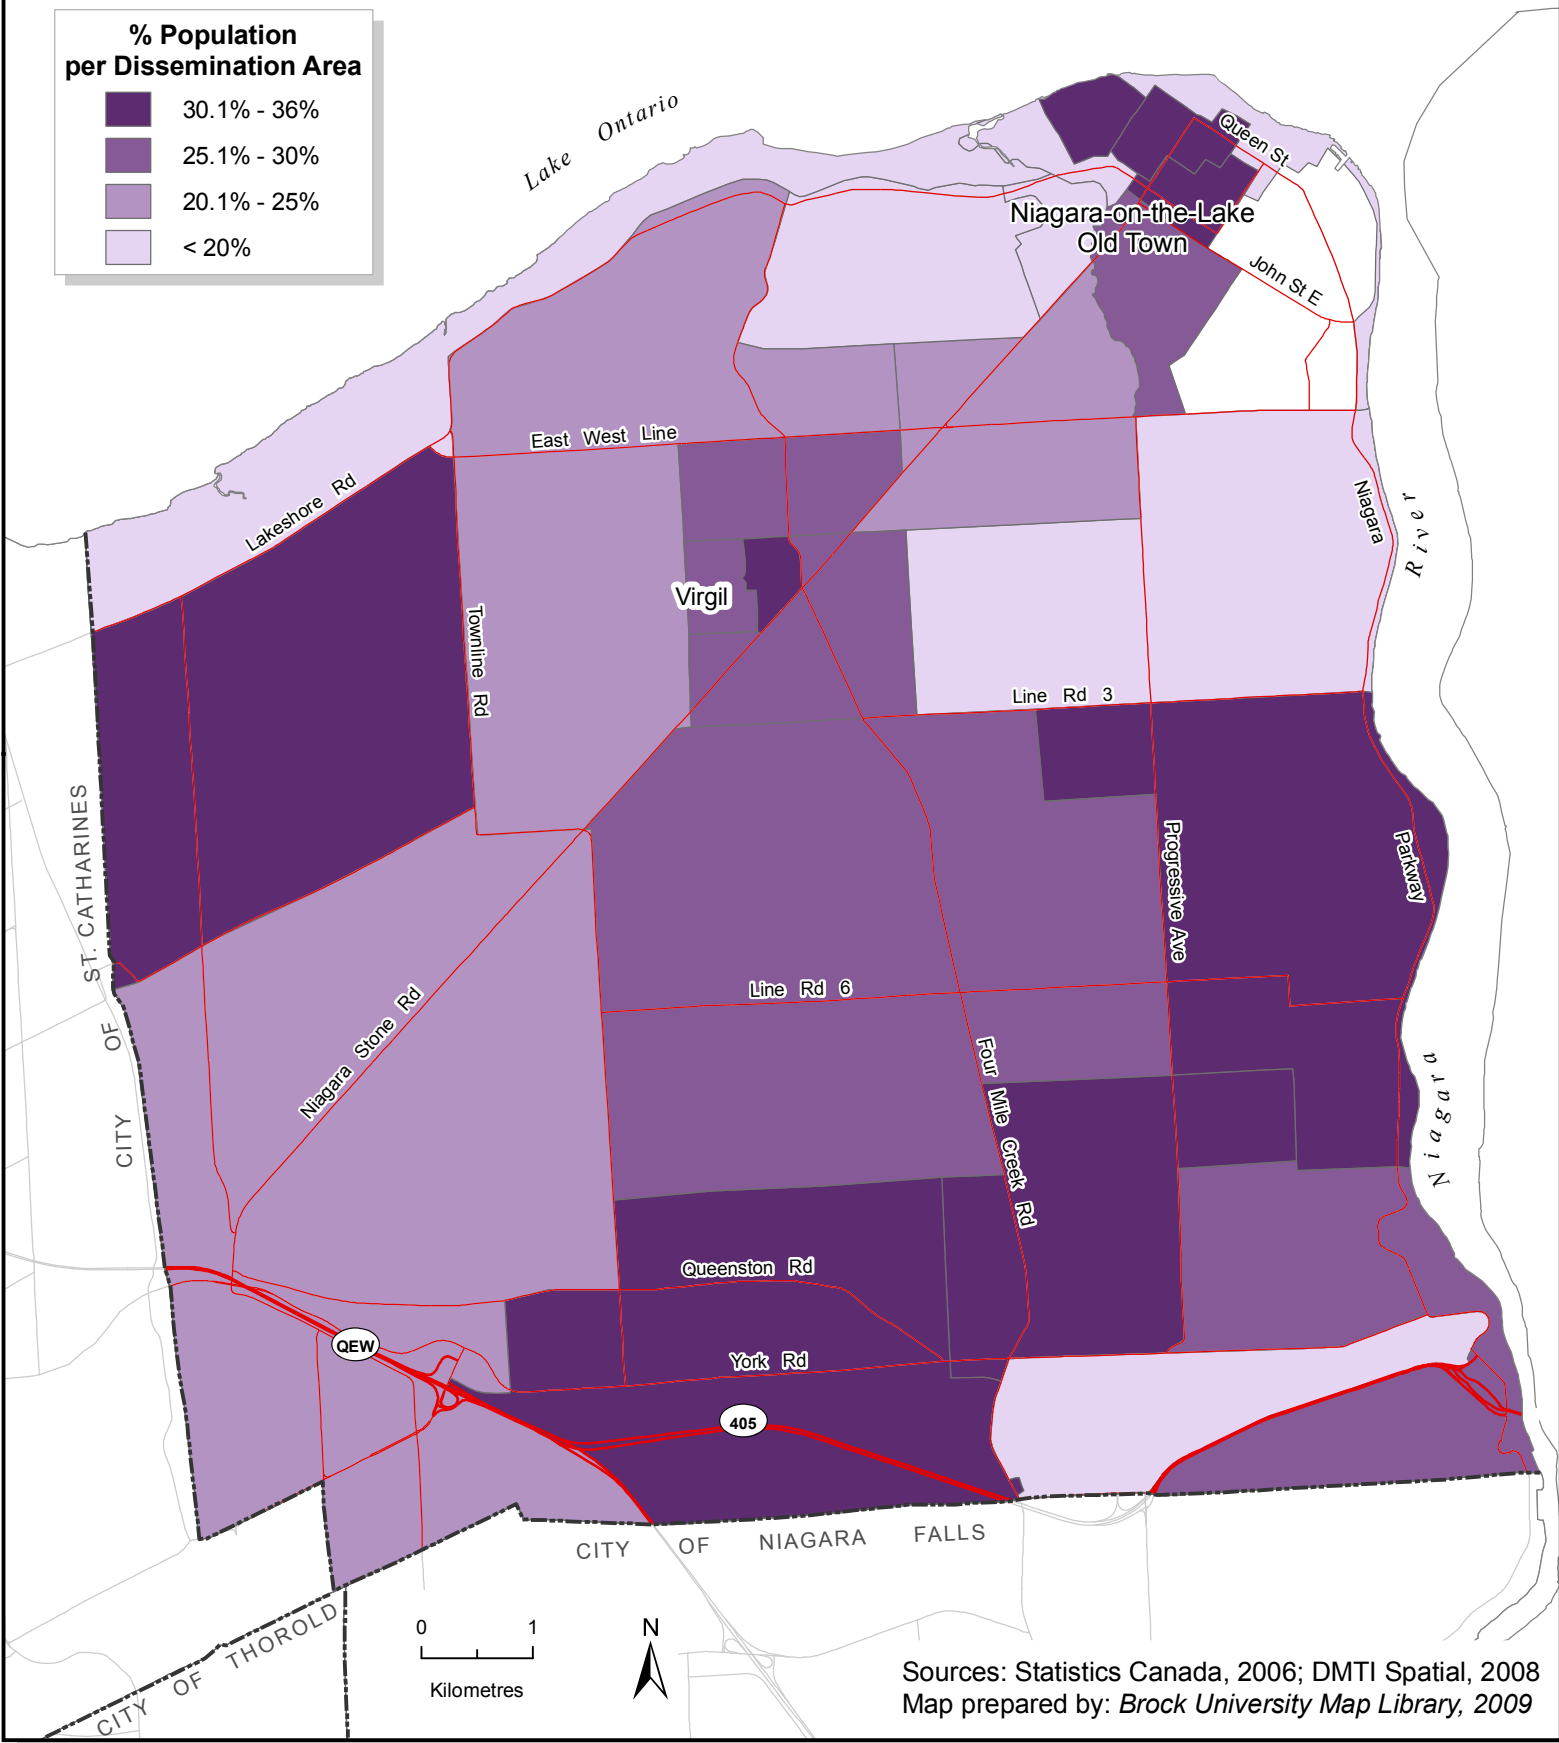 % Population
per Dissemination Area
30.1% - 36%
25.1% - 30%
20.1% - 25%
< 20%
Lake Ontario
Queen St
Niagara-on-the-Lake
Old Town
John St E
East West Line
Lakeshore Rd
Niagara
River
Virgil
Townline Rd
Line Rd 3
ST. CATHARINES
Progressive Ave
Parkway
Line Rd 6
Niagara Stone Rd
OF
Four Mile Creek Rd
Niagara
CITY
Queenston Rd
QEW
York Rd
405
CITY OF NIAGARA FALLS
CITY OF THOROLD
0 1
Kilometres
N
Sources: Statistics Canada, 2006; DMTI Spatial, 2008
Map prepared by: Brock University Map Library, 2009